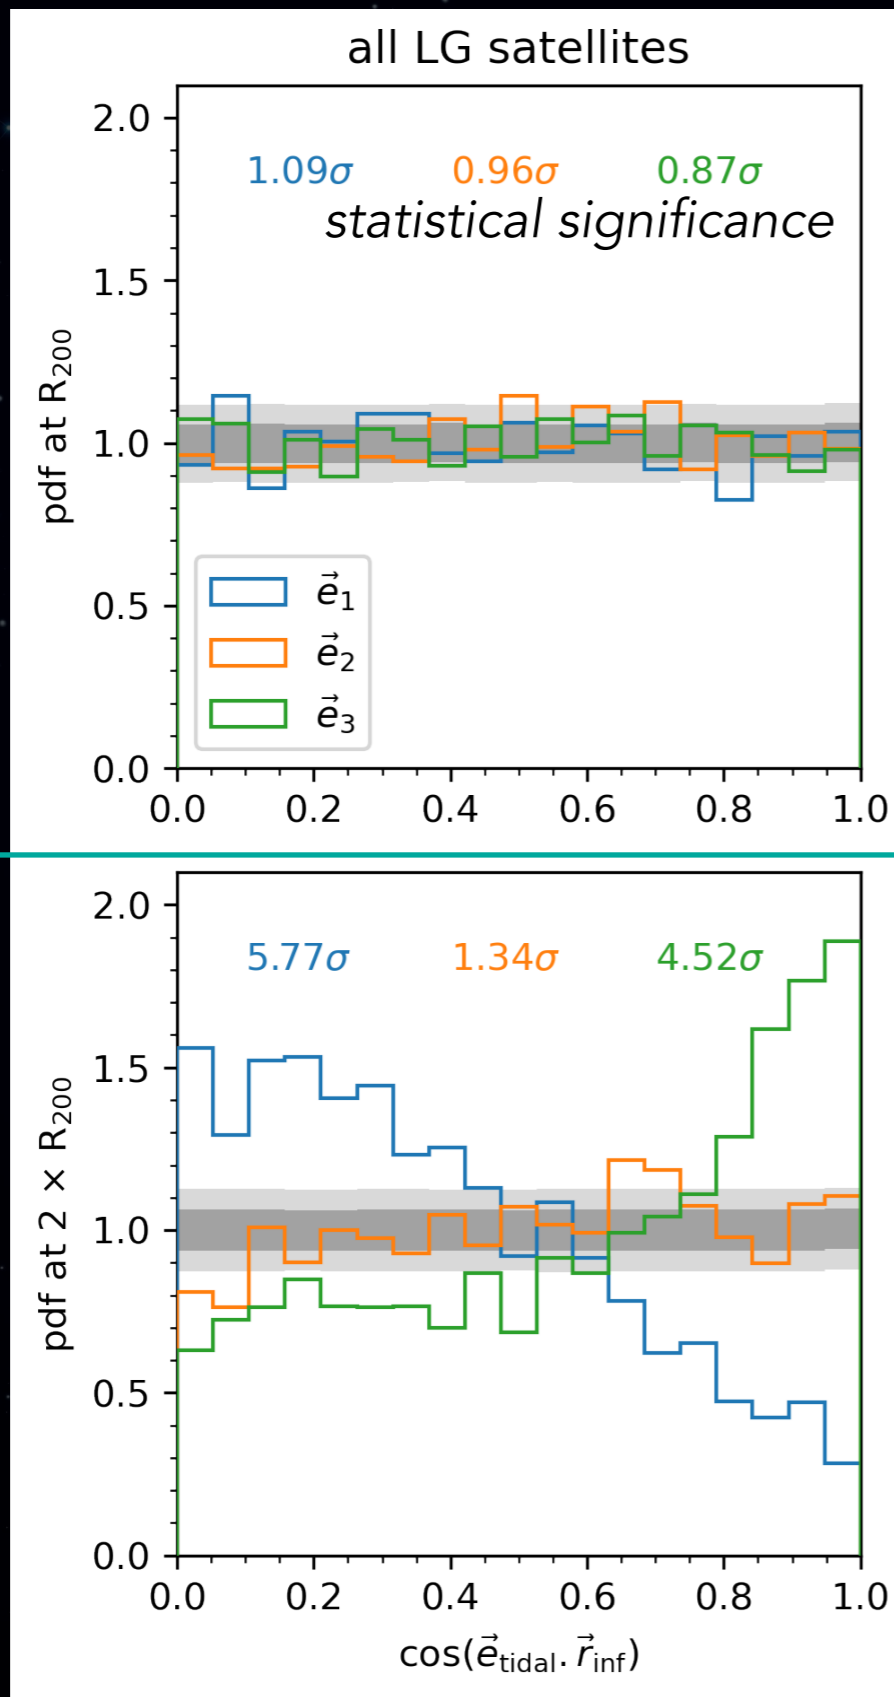 all LG satellites
2.0
1.09σ 0.96σ 0.87σ
statistical significance
1.5
pdf at R₂₀₀
1.0
e⃗₁
0.5
e⃗₂
e⃗₃
0.0
0.0 0.2 0.4 0.6 0.8 1.0
2.0
5.77σ 1.34σ 4.52σ
1.5
pdf at 2 × R₂₀₀
1.0
0.5
0.0
0.0 0.2 0.4 0.6 0.8 1.0
cos(e⃗_tidal. r⃗_inf)